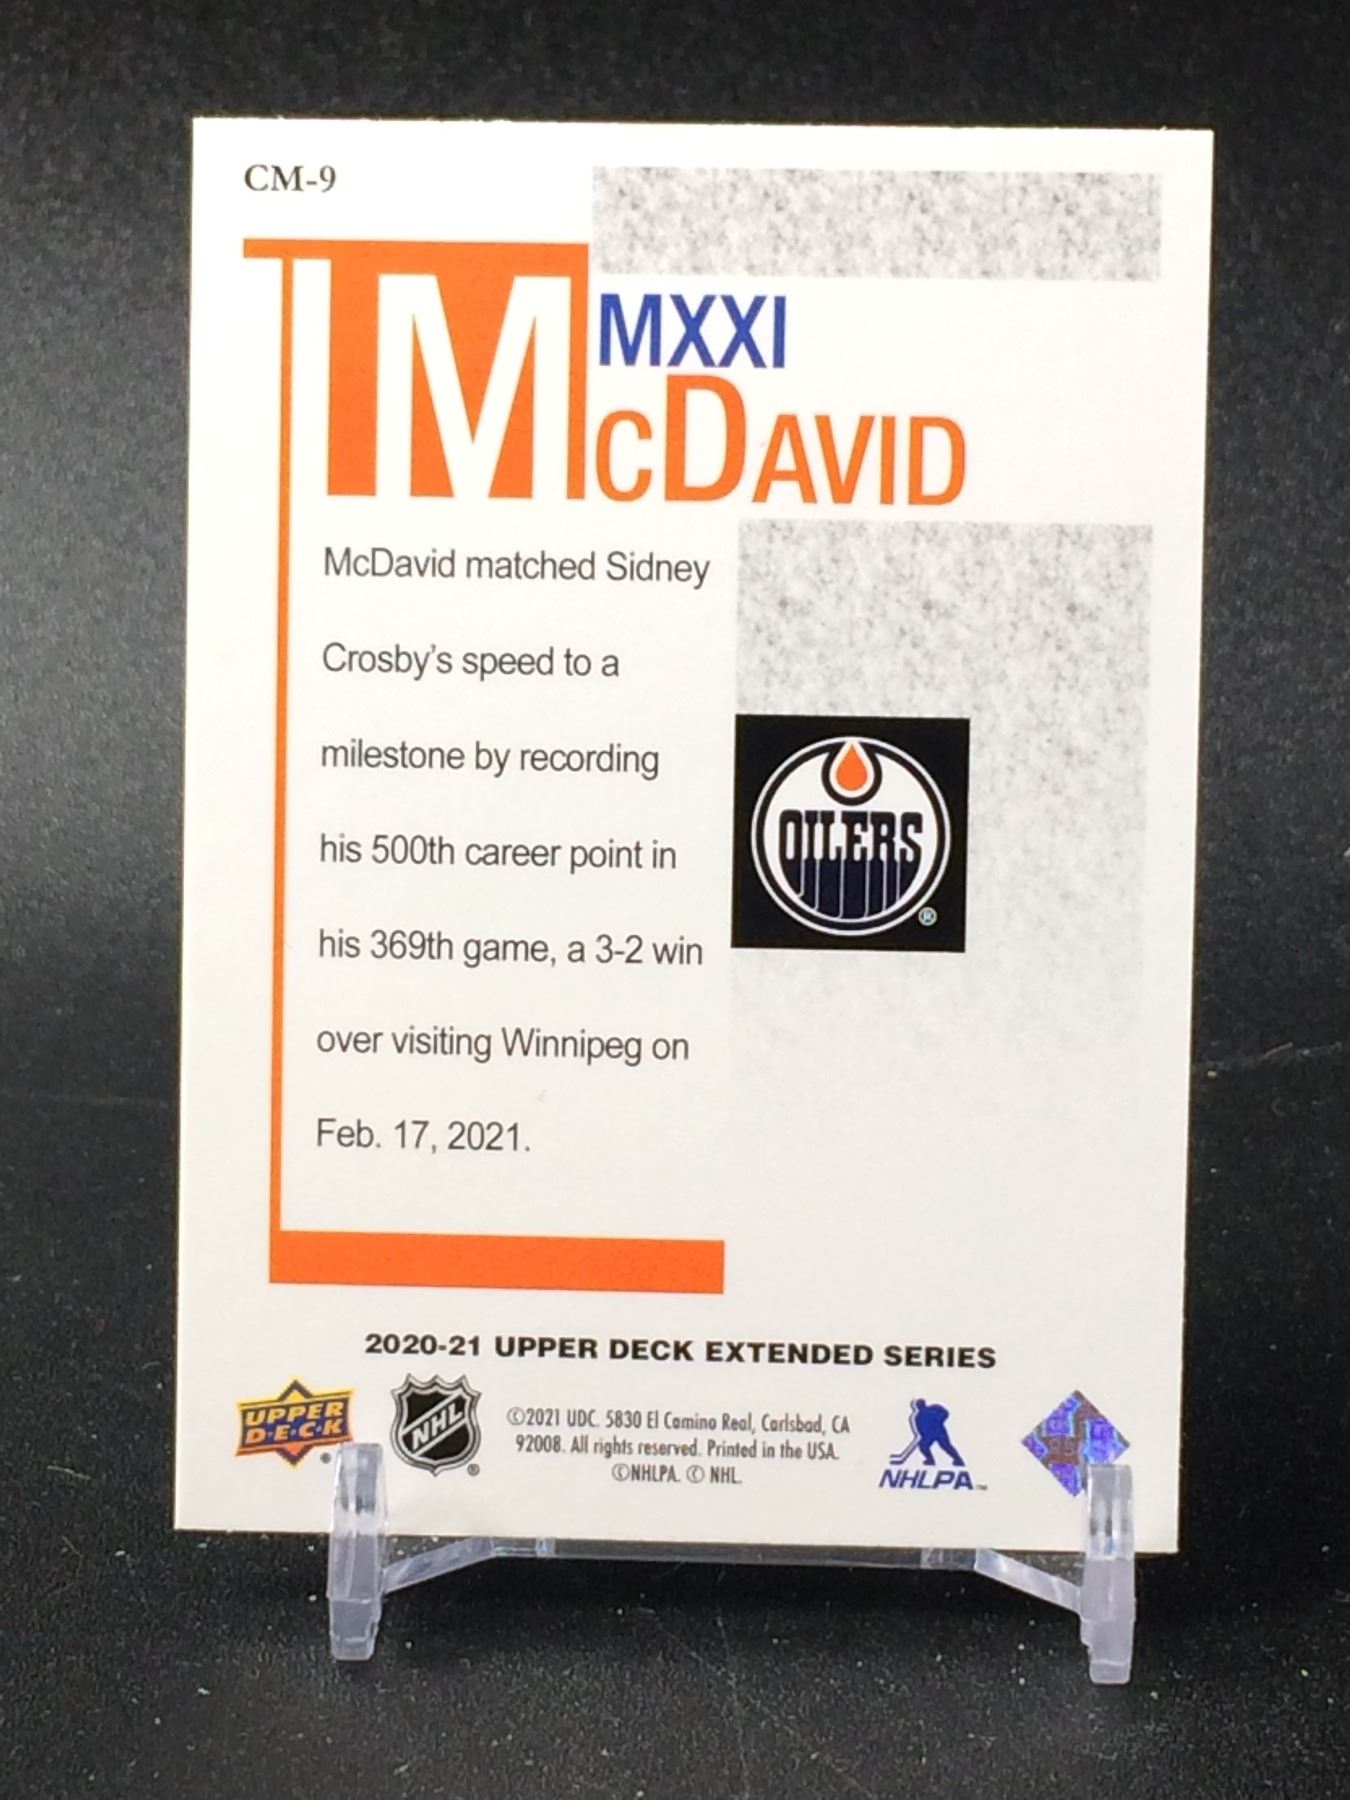 CM-9
M
MXXI
McDAVID
McDavid matched Sidney
Crosby's speed to a
milestone by recording
his 500th career point in
his 369th game, a 3-2 win
over visiting Winnipeg on
Feb. 17, 2021.
OILERS
®
2020-21 UPPER DECK EXTENDED SERIES
UPPER
D·E·C·K
®
NHL
®
©2021 UDC. 5830 El Camino Real, Carlsbad, CA
92008. All rights reserved. Printed in the USA.
©NHLPA. © NHL.
NHLPA™